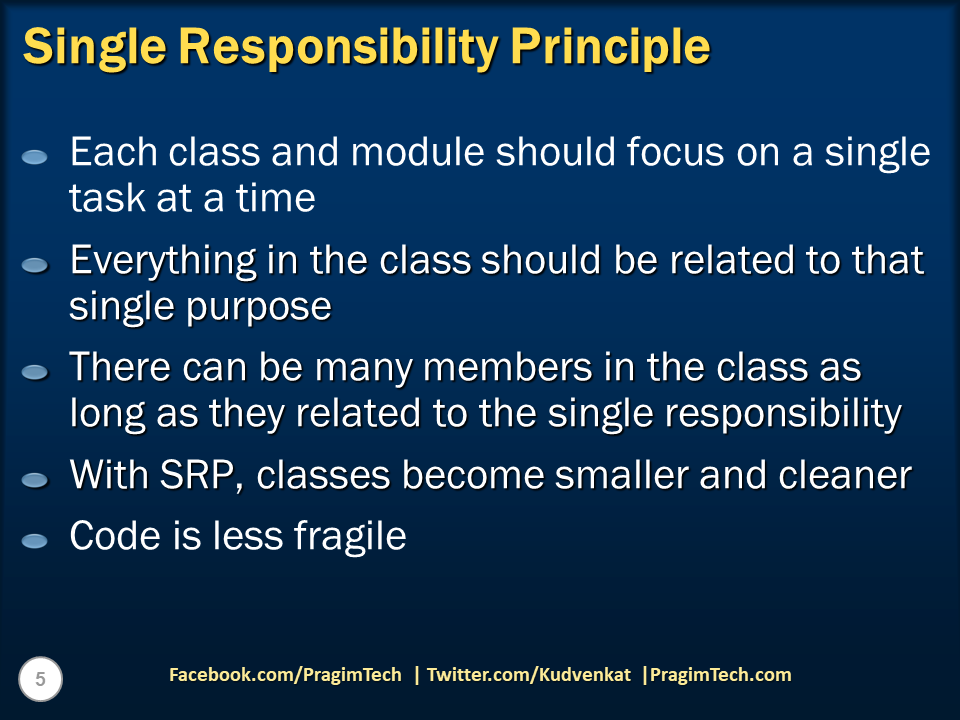 Single Responsibility Principle
Each class and module should focus on a single
task at a time
Everything in the class should be related to that
single purpose
There can be many members in the class as
long as they related to the single responsibility
With SRP, classes become smaller and cleaner
Code is less fragile
5
Facebook.com/PragimTech | Twitter.com/Kudvenkat |PragimTech.com